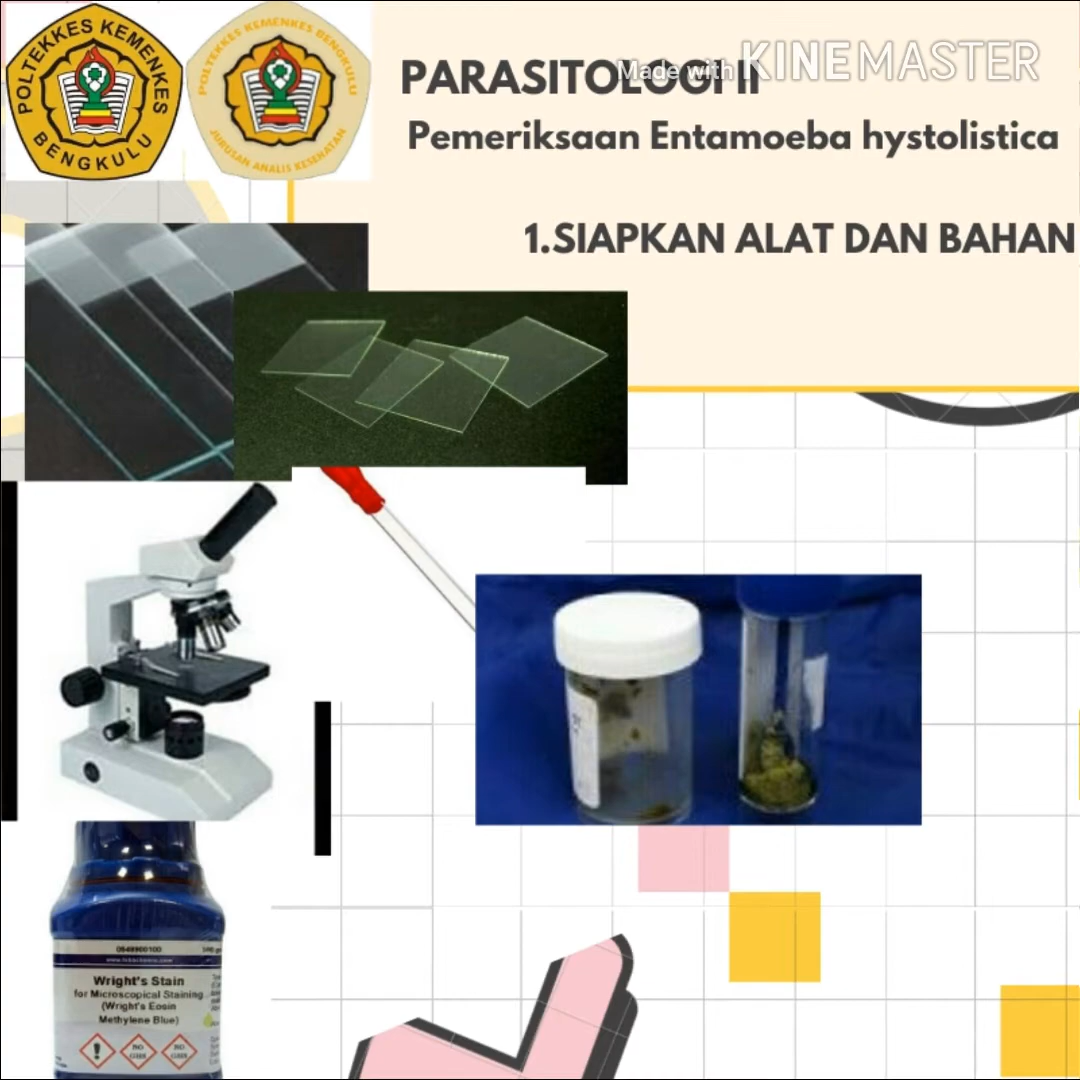 POLTEKKES KEMENKES
BENGKULU
POLTEKKES KEMENKES BENGKULU
JURUSAN ANALIS KESEHATAN
PARASITOLOGI II
Made with KINEMASTER
Pemeriksaan Entamoeba hystolistica
1.SIAPKAN ALAT DAN BAHAN
Wright's Stain
for Microscopical Staining
(Wright's Eosin
Methylene Blue)